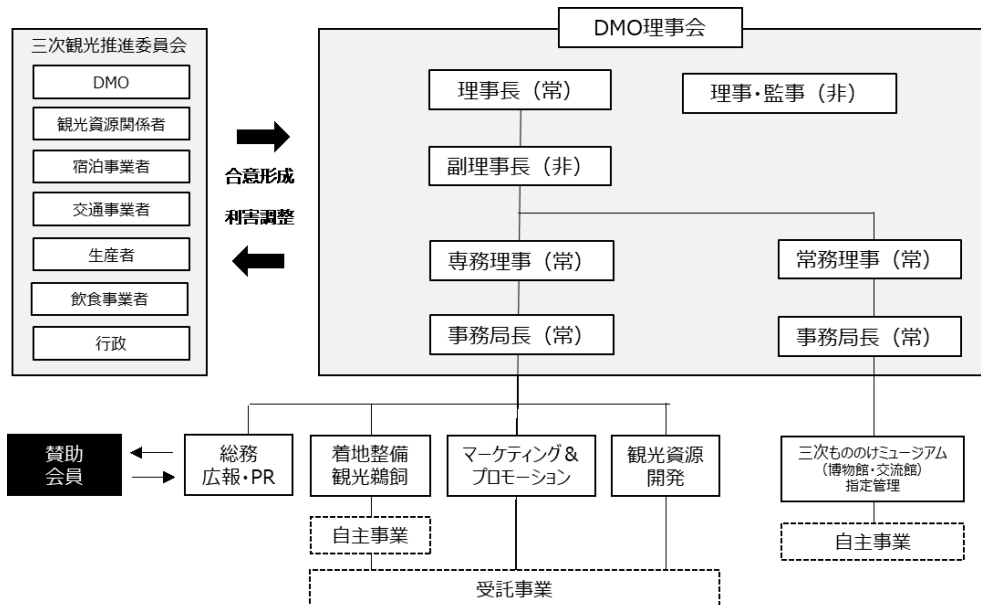 三次観光推進委員会
DMO
観光資源関係者
宿泊事業者
交通事業者
生産者
飲食事業者
行政
合意形成
利害調整
DMO理事会
理事長（常）
理事・監事（非）
副理事長（非）
専務理事（常）
常務理事（常）
事務局長（常）
事務局長（常）
賛助
会員
総務
広報・PR
着地整備
観光鵜飼
マーケティング＆
プロモーション
観光資源
開発
三次もののけミュージアム
（博物館・交流館）
指定管理
自主事業
自主事業
受託事業